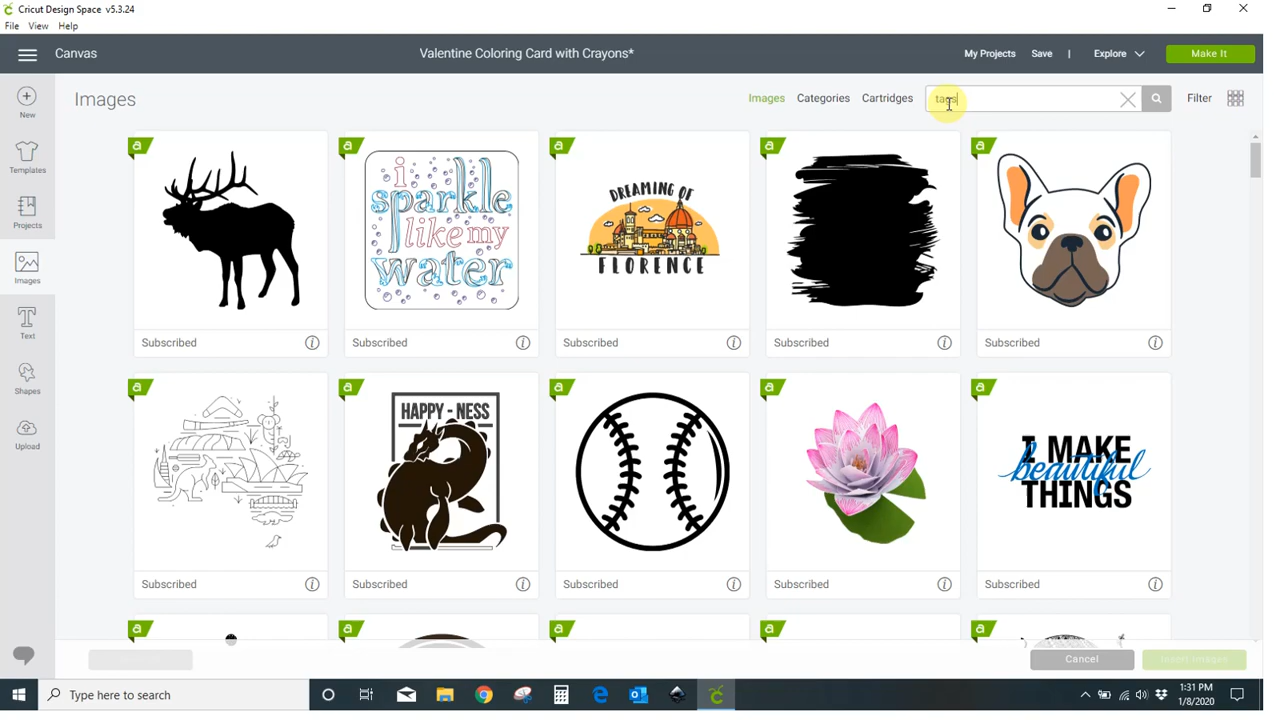 Cricut Design Space v5.3.24
File View Help
Canvas
Valentine Coloring Card with Crayons*
My Projects Save | Explore Make It
New
Templates
Projects
Images
Text
Shapes
Upload
Images
Images Categories Cartridges tags Filter
a a a a a
i
sparkle
like my
water
DREAMING OF
FLORENCE
Subscribed Subscribed Subscribed Subscribed Subscribed
a a a a a
HAPPY - NESS
I MAKE
beautiful
THINGS
Subscribed Subscribed Subscribed Subscribed Subscribed
a a a a a
Cancel Insert Images
Type here to search
1:31 PM
1/8/2020